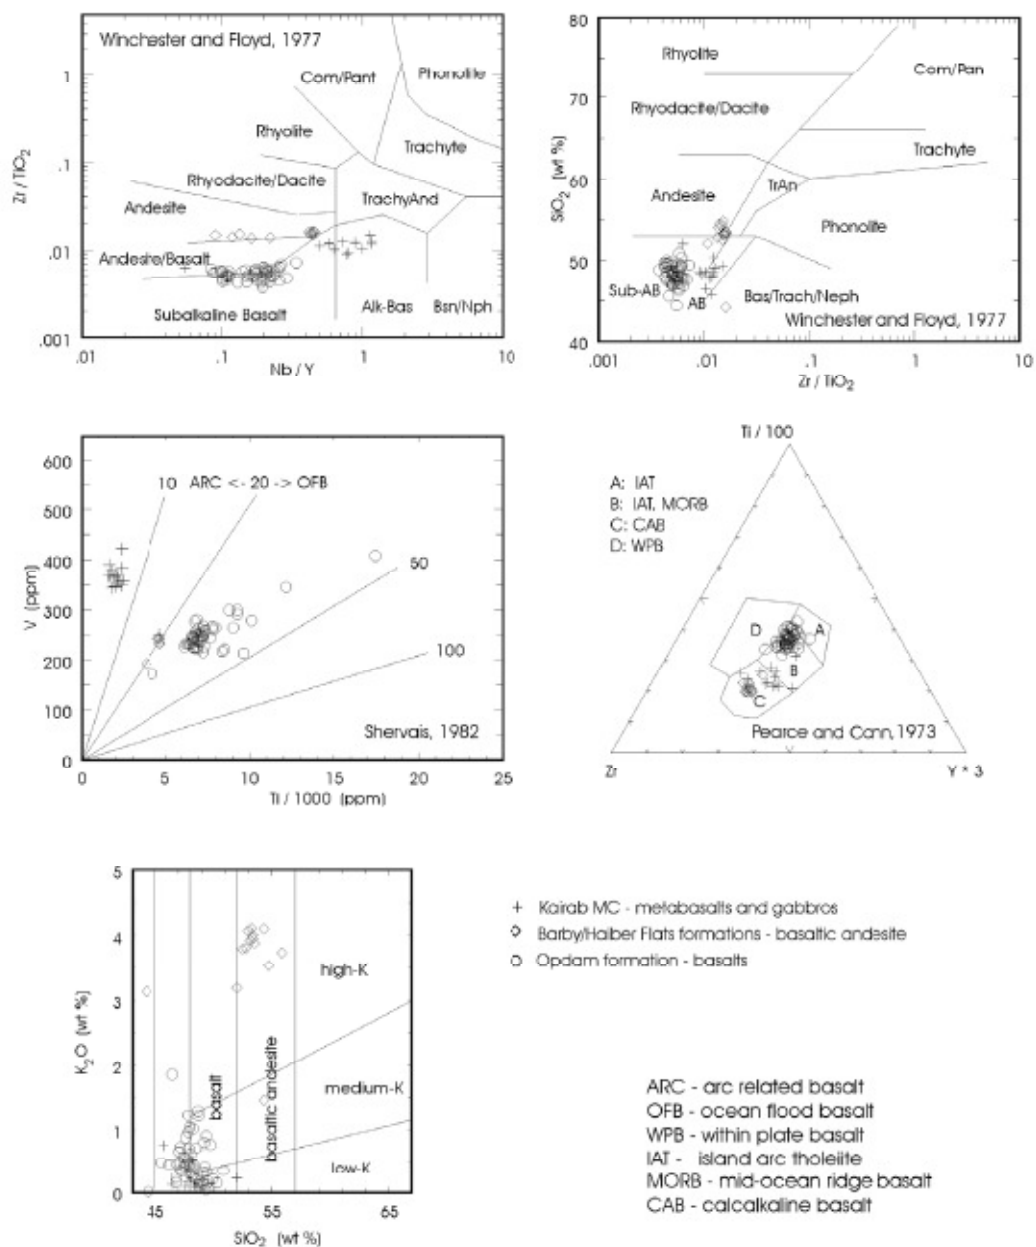 Winchester and Floyd, 1977
Com/Pant
Phonolite
Rhyolite
Trachyte
Rhyodacite/Dacite
TrachyAnd
Andesite
Andesite/Basalt
Subalkaline Basalt
Alk-Bas
Bsn/Nph
Zr / TiO₂
1
.1
.01
.001
.01
.1
1
10
Nb / Y
Rhyolite
Com/Pan
Rhyodacite/Dacite
Trachyte
TrAn
Andesite
Phonolite
Sub-AB
AB
Bas/Trach/Neph
Winchester and Floyd, 1977
SiO₂ (wt %)
80
70
60
50
40
.001
.01
.1
1
10
Zr / TiO₂
V (ppm)
600
500
400
300
200
100
0
10 ARC <- 20 -> OFB
50
100
Shervais, 1982
0
5
10
15
20
25
Ti / 1000 (ppm)
Ti / 100
A: IAT
B: IAT, MORB
C: CAB
D: WPB
D
A
B
C
Pearce and Cann, 1973
Zr
Y * 3
K₂O (wt %)
5
4
3
2
1
0
high-K
medium-K
low-K
basalt
basaltic andesite
45
55
65
SiO₂ (wt %)
Kairab MC - metabasalts and gabbros
Barby/Haiber Flats formations - basaltic andesite
Opdam formation - basalts
ARC - arc related basalt
OFB - ocean flood basalt
WPB - within plate basalt
IAT - island arc tholeiite
MORB - mid-ocean ridge basalt
CAB - calcalkaline basalt